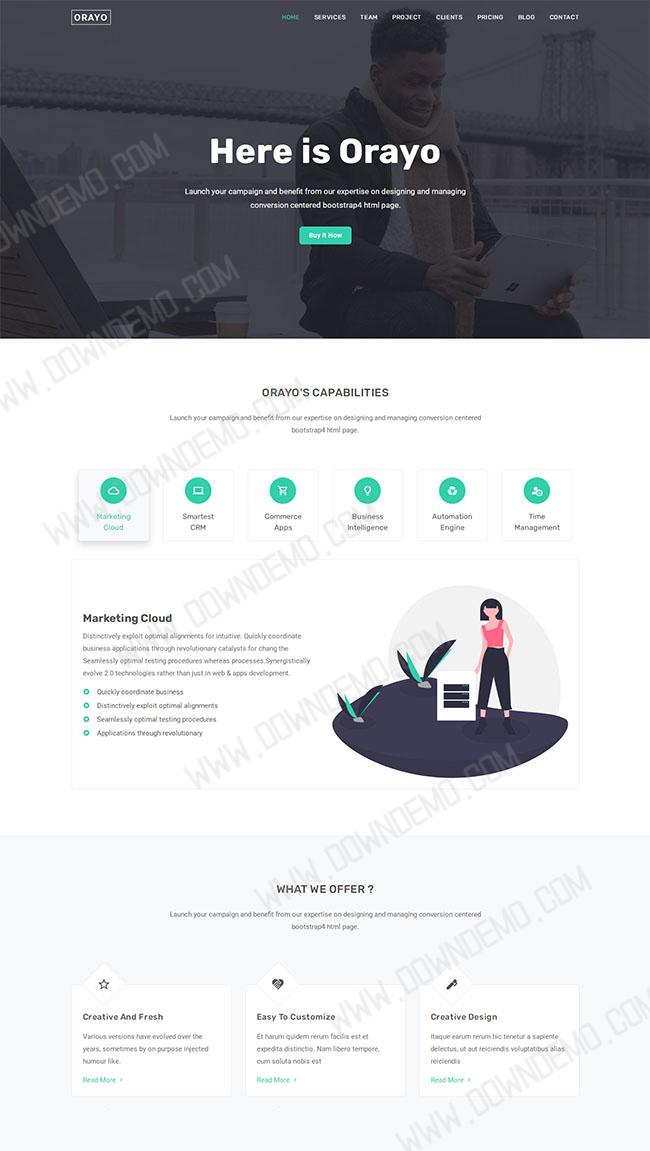 ORAYO
HOME SERVICES TEAM PROJECT CLIENTS PRICING BLOG CONTACT
Here is Orayo
Launch your campaign and benefit from our expertise on designing and managing
conversion centered bootstrap4 html page.
Buy it Now
ORAYO'S CAPABILITIES
Launch your campaign and benefit from our expertise on designing and managing conversion centered
bootstrap4 html page.
Marketing
Cloud
Smartest
CRM
Commerce
Apps
Business
Intelligence
Automation
Engine
Time
Management
Marketing Cloud
Distinctively exploit optimal alignments for intuitive. Quickly coordinate
business applications through revolutionary catalysts for chang the
Seamlessly optimal testing procedures whereas processes.Synergistically
evolve 2.0 technologies rather than just in web & apps development.
Quickly coordinate business
Distinctively exploit optimal alignments
Seamlessly optimal testing procedures
Applications through revolutionary
WHAT WE OFFER ?
Launch your campaign and benefit from our expertise on designing and managing conversion centered
bootstrap4 html page.
Creative And Fresh
Various versions have evolved over the
years, sometimes by on purpose injected
humour like.
Read More
Easy To Customize
Et harum quidem rerum facilis est et
expedita distinctio. Nam libero tempore,
cum soluta nobis est
Read More
Creative Design
Itaque earum rerum hic tenetur a sapiente
delectus, ut aut reiciendis voluptatibus alias
reiciendis
Read More
WWW.DOWNDEMO.COM